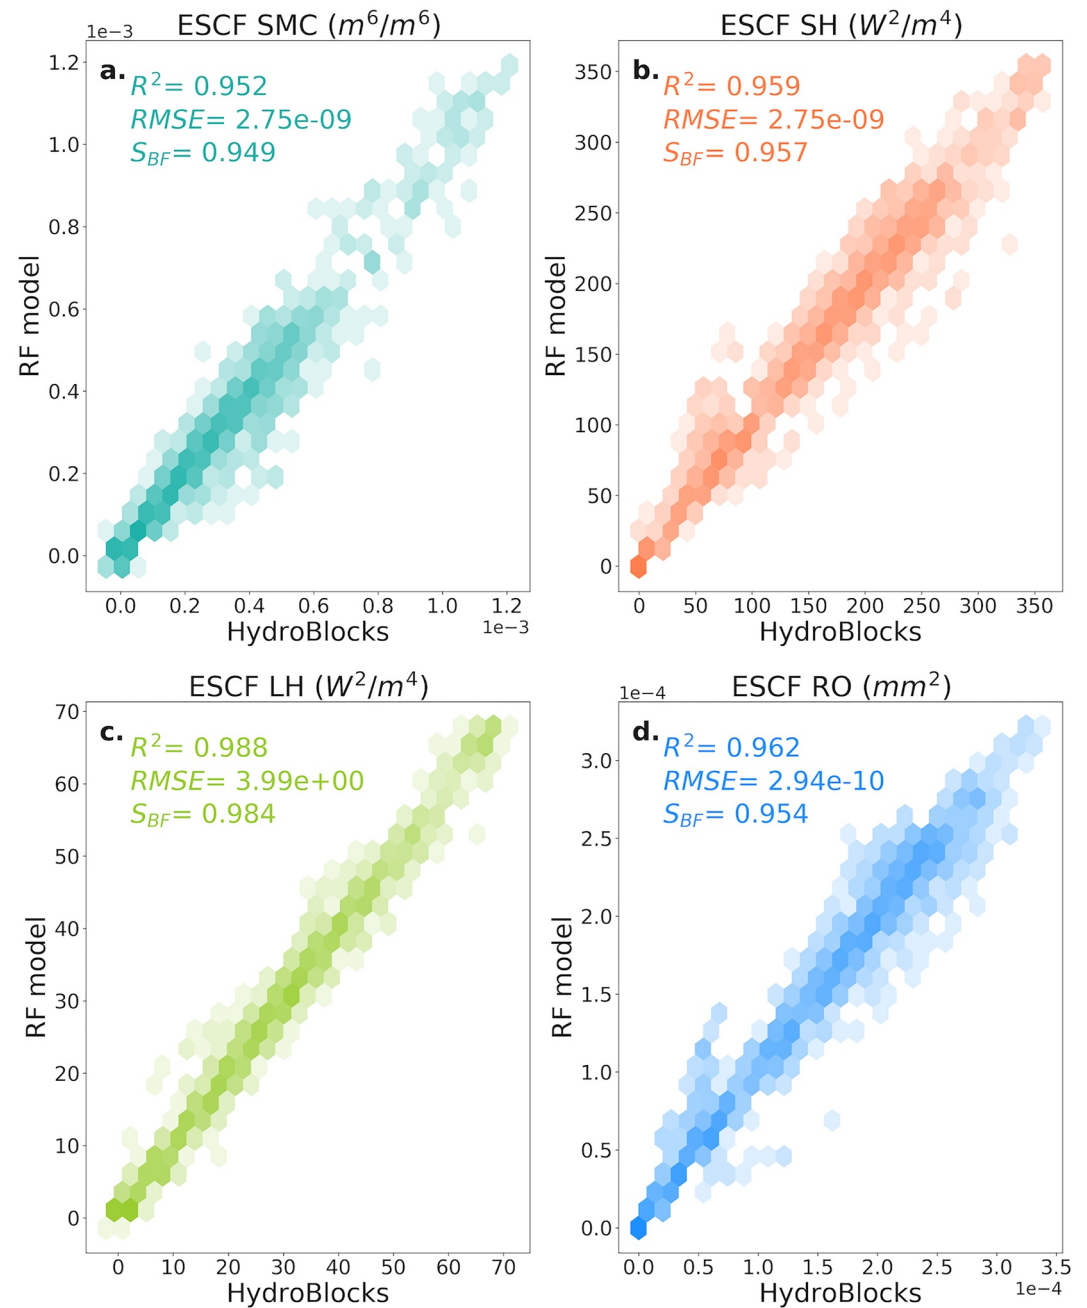 1e−3
ESCF SMC (m⁶/m⁶)
a.
R²= 0.952
RMSE= 2.75e-09
S_BF= 0.949
RF model
1.2
1.0
0.8
0.6
0.4
0.2
0.0
0.0 0.2 0.4 0.6 0.8 1.0 1.2
HydroBlocks
1e−3
ESCF SH (W²/m⁴)
b.
R²= 0.959
RMSE= 2.75e-09
S_BF= 0.957
RF model
350
300
250
200
150
100
50
0
0 50 100 150 200 250 300 350
HydroBlocks
ESCF LH (W²/m⁴)
c.
R²= 0.988
RMSE= 3.99e+00
S_BF= 0.984
RF model
70
60
50
40
30
20
10
0
0 10 20 30 40 50 60 70
HydroBlocks
1e−4
ESCF RO (mm²)
d.
R²= 0.962
RMSE= 2.94e-10
S_BF= 0.954
RF model
3.0
2.5
2.0
1.5
1.0
0.5
0.0
0.0 0.5 1.0 1.5 2.0 2.5 3.0 3.5
HydroBlocks
1e−4